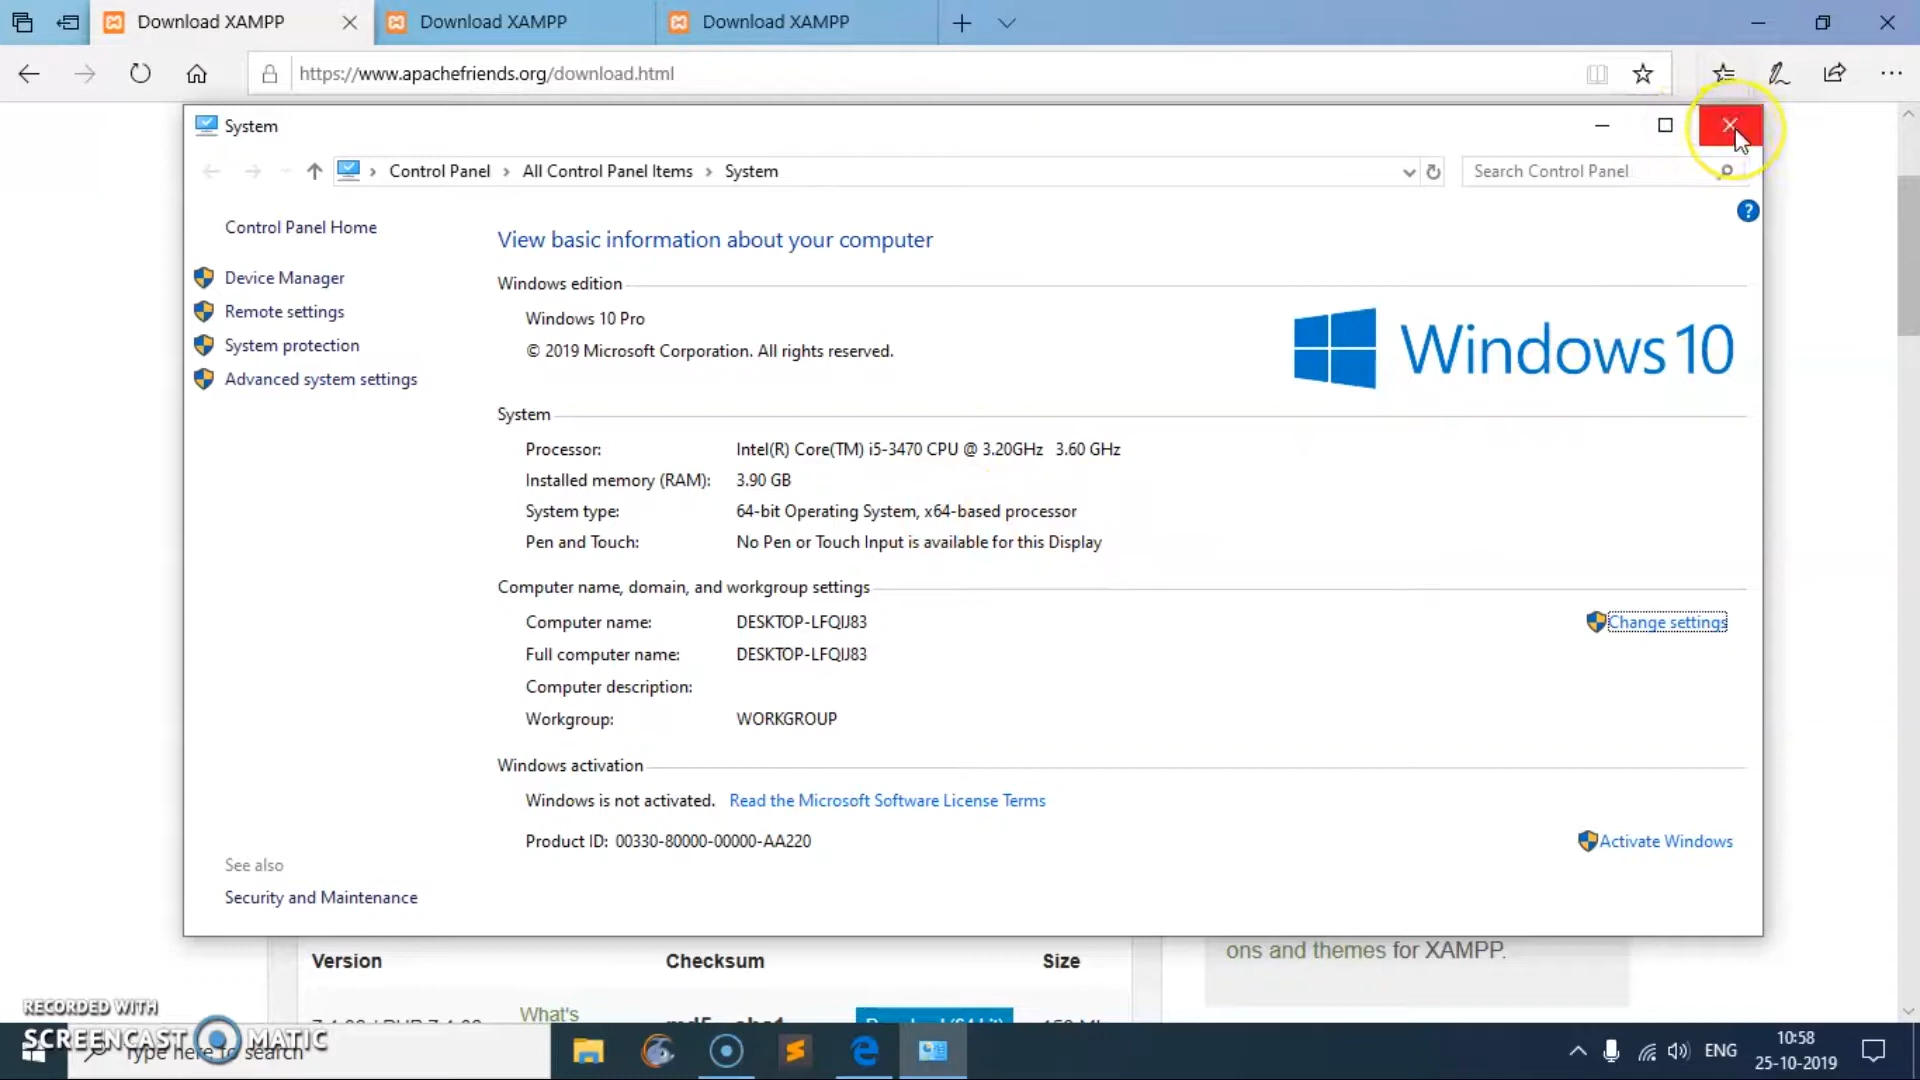 Download XAMPP
Download XAMPP
Download XAMPP
https://www.apachefriends.org/download.html
System
Control Panel
All Control Panel Items
System
Search Control Panel
Control Panel Home
Device Manager
Remote settings
System protection
Advanced system settings
View basic information about your computer
Windows edition
Windows 10 Pro
© 2019 Microsoft Corporation. All rights reserved.
Windows 10
System
Processor: Intel(R) Core(TM) i5-3470 CPU @ 3.20GHz 3.60 GHz
Installed memory (RAM): 3.90 GB
System type: 64-bit Operating System, x64-based processor
Pen and Touch: No Pen or Touch Input is available for this Display
Computer name, domain, and workgroup settings
Computer name: DESKTOP-LFQIJ83
Change settings
Full computer name: DESKTOP-LFQIJ83
Computer description:
Workgroup: WORKGROUP
Windows activation
Windows is not activated. Read the Microsoft Software License Terms
Product ID: 00330-80000-00000-AA220
Activate Windows
See also
Security and Maintenance
ons and themes for XAMPP.
Version Checksum Size
What's
RECORDED WITH
SCREENCAST MATIC
Type here to search
ENG
10:58
25-10-2019